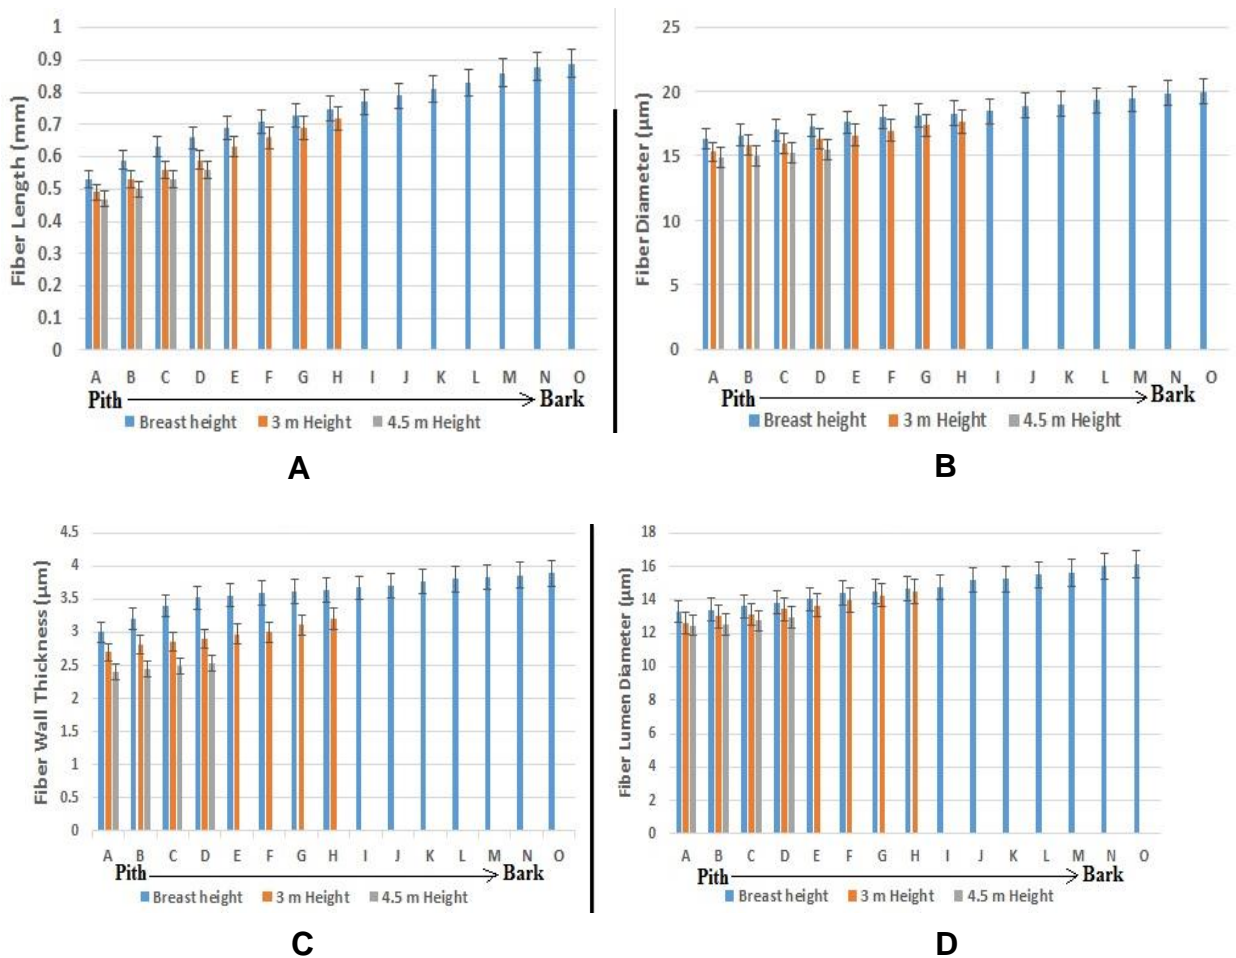 Fiber Length (mm)
1
0.9
0.8
0.7
0.6
0.5
0.4
0.3
0.2
0.1
0
A B C D E F G H I J K L M N O
Pith Bark
Breast height 3 m Height 4.5 m Height
A
Fiber Diameter (µm)
25
20
15
10
5
0
A B C D E F G H I J K L M N O
Pith Bark
Breast height 3 m Height 4.5 m Height
B
Fiber Wall Thickness (µm)
4.5
4
3.5
3
2.5
2
1.5
1
0.5
0
A B C D E F G H I J K L M N O
Pith Bark
Breast height 3 m Height 4.5 m Height
C
Fiber Lumen Diameter (µm)
18
16
14
12
10
8
6
4
2
0
A B C D E F G H I J K L M N O
Pith Bark
Breast height 3 m Height 4.5 m Height
D